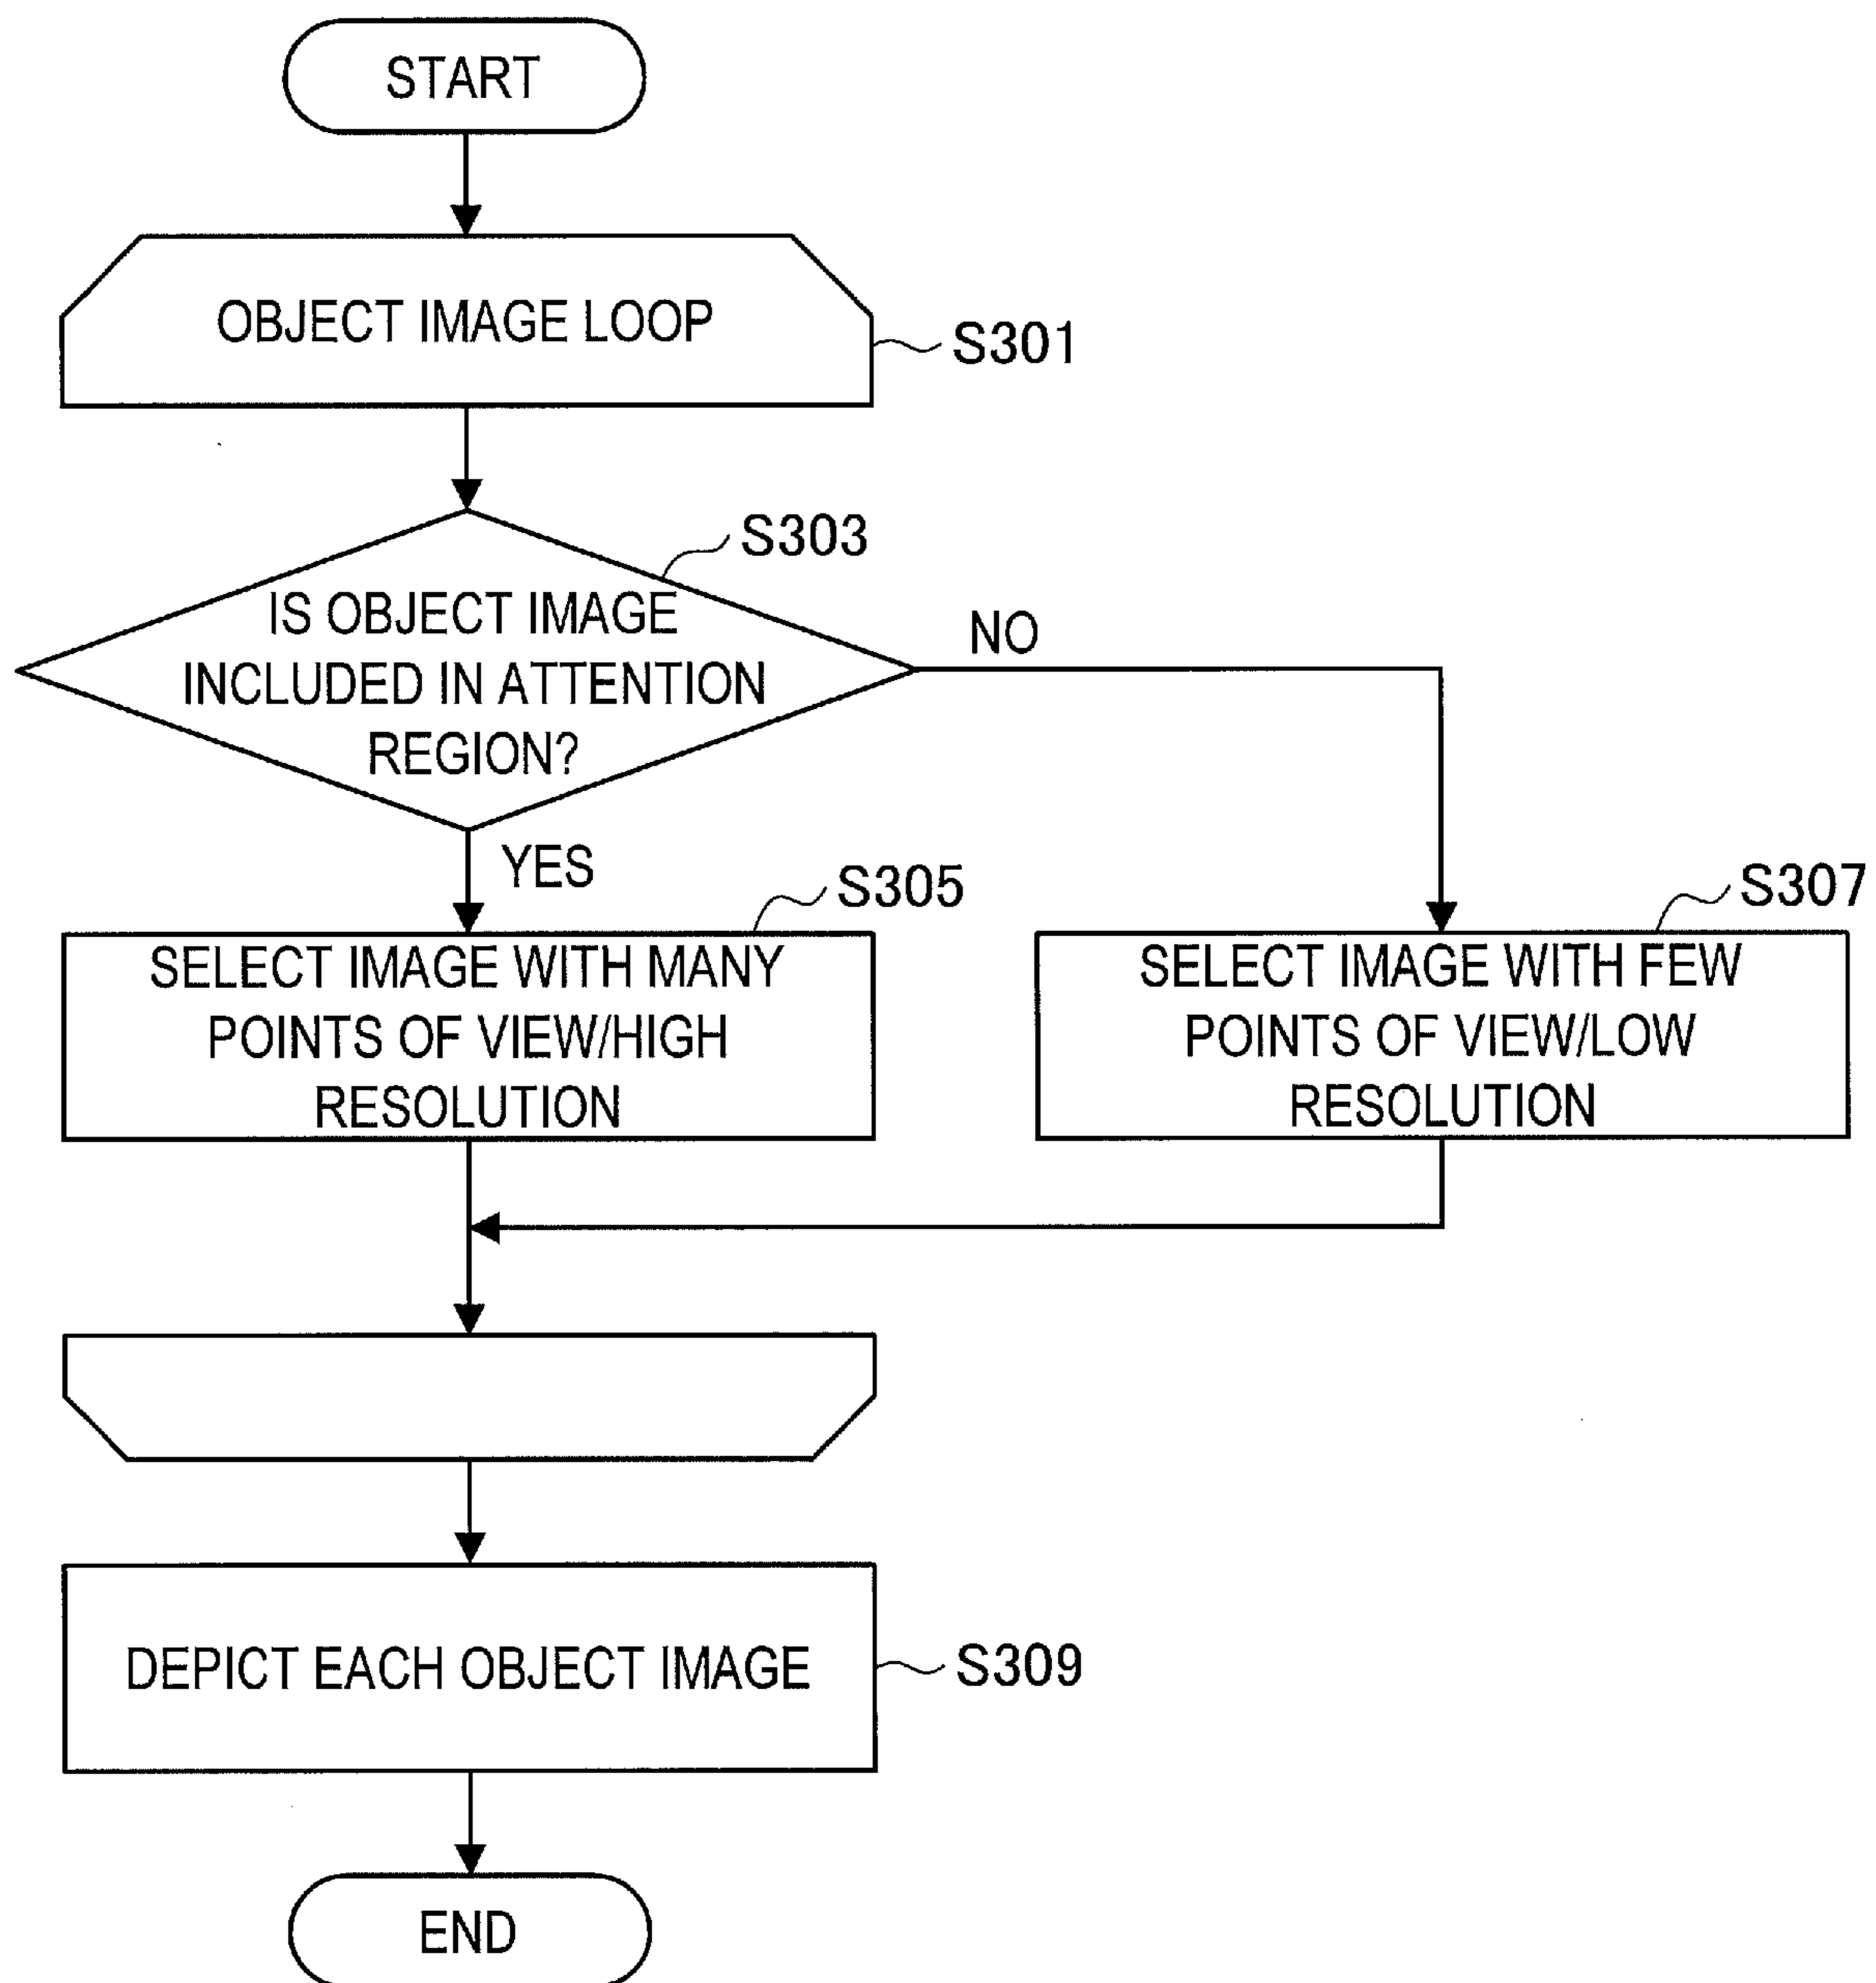 START
OBJECT IMAGE LOOP
S301
S303
IS OBJECT IMAGE
INCLUDED IN ATTENTION
REGION?
NO
YES
S305
SELECT IMAGE WITH MANY
POINTS OF VIEW/HIGH
RESOLUTION
S307
SELECT IMAGE WITH FEW
POINTS OF VIEW/LOW
RESOLUTION
DEPICT EACH OBJECT IMAGE
S309
END